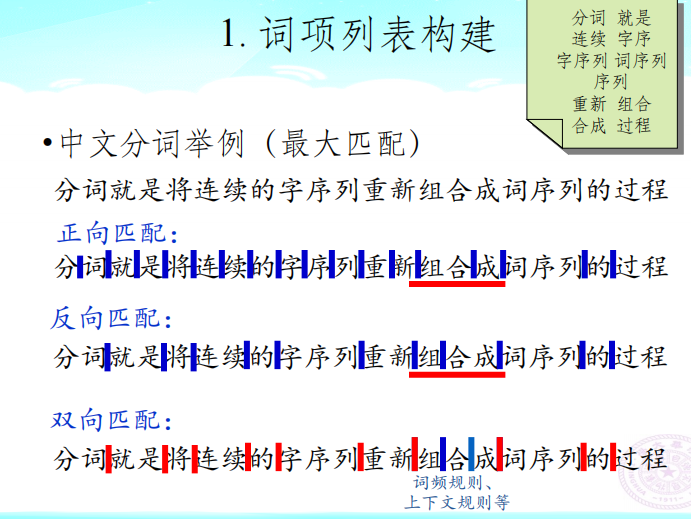 1. 词项列表构建
分词 就是
连续 字序
字序列 词序列
序列
重新 组合
合成 过程
•中文分词举例（最大匹配）
分词就是将连续的字序列重新组合成词序列的过程
正向匹配：
分词就是将连续的字序列重新组合成词序列的过程
反向匹配：
分词就是将连续的字序列重新组合成词序列的过程
双向匹配：
分词就是将连续的字序列重新组合成词序列的过程
词频规则、
上下文规则等